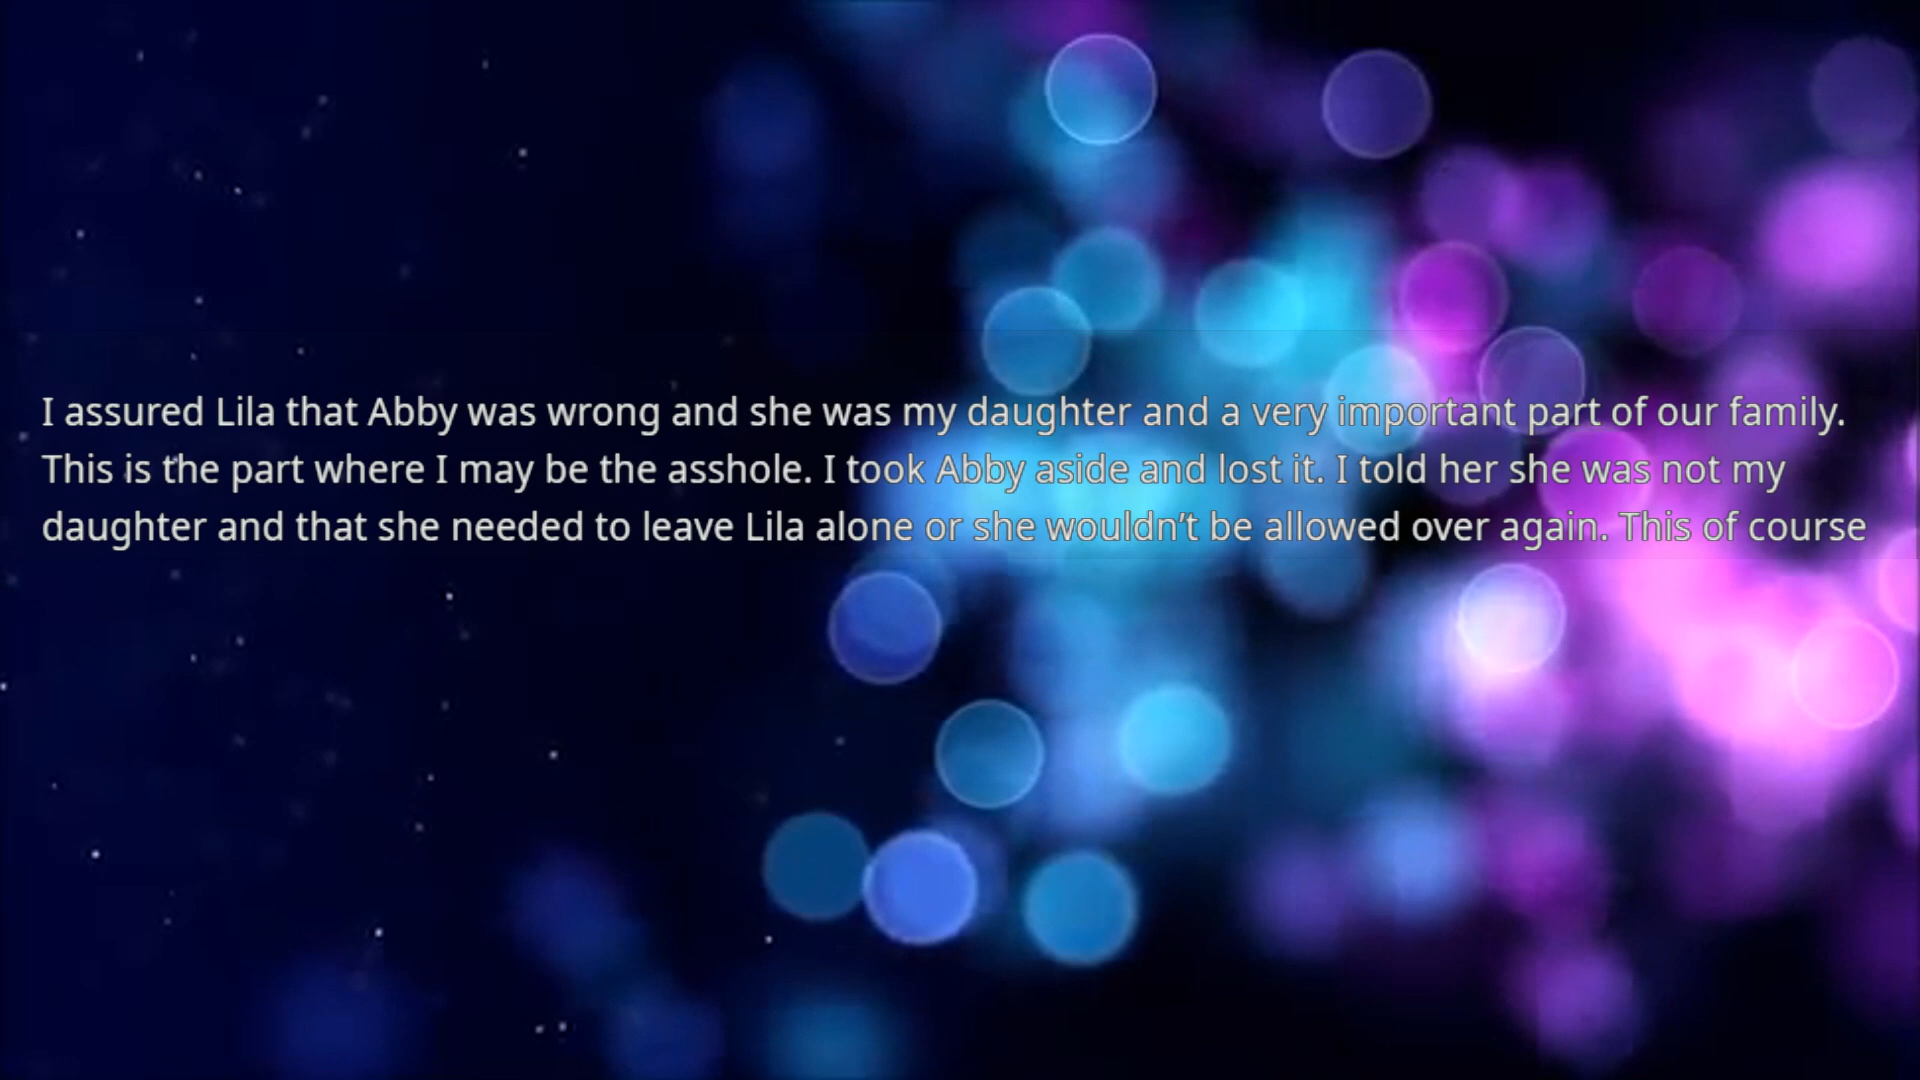 I assured Lila that Abby was wrong and she was my daughter and a very important part of our family.
This is the part where I may be the asshole. I took Abby aside and lost it. I told her she was not my
daughter and that she needed to leave Lila alone or she wouldn’t be allowed over again. This of course